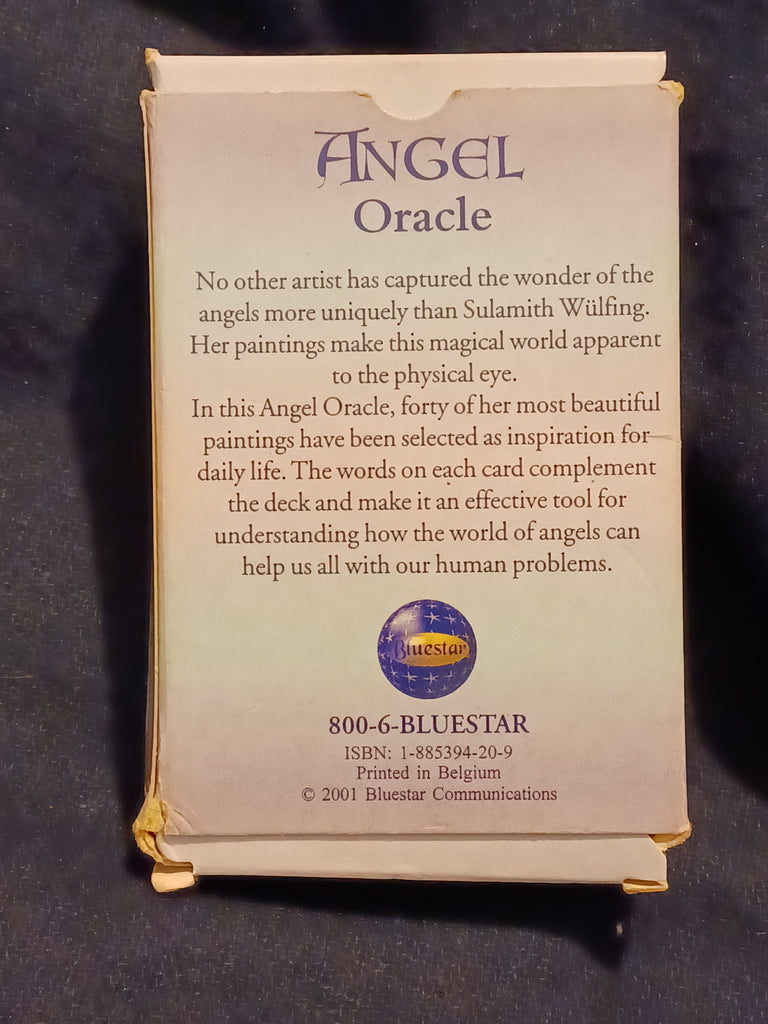 ANGEL
Oracle
No other artist has captured the wonder of the
angels more uniquely than Sulamith Wülfing.
Her paintings make this magical world apparent
to the physical eye.
In this Angel Oracle, forty of her most beautiful
paintings have been selected as inspiration for
daily life. The words on each card complement
the deck and make it an effective tool for
understanding how the world of angels can
help us all with our human problems.
Bluestar
800-6-BLUESTAR
ISBN: 1-885394-20-9
Printed in Belgium
© 2001 Bluestar Communications